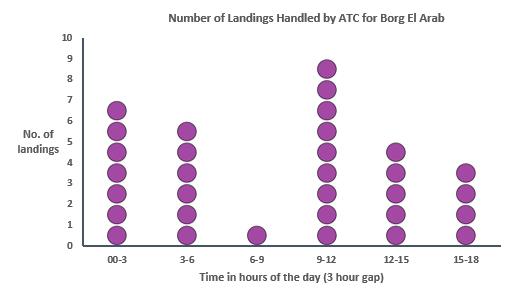 Number of Landings Handled by ATC for Borg El Arab
10
9
8
7
6
5
4
3
2
1
0
No. of
landings
00-3 3-6 6-9 9-12 12-15 15-18
Time in hours of the day (3 hour gap)